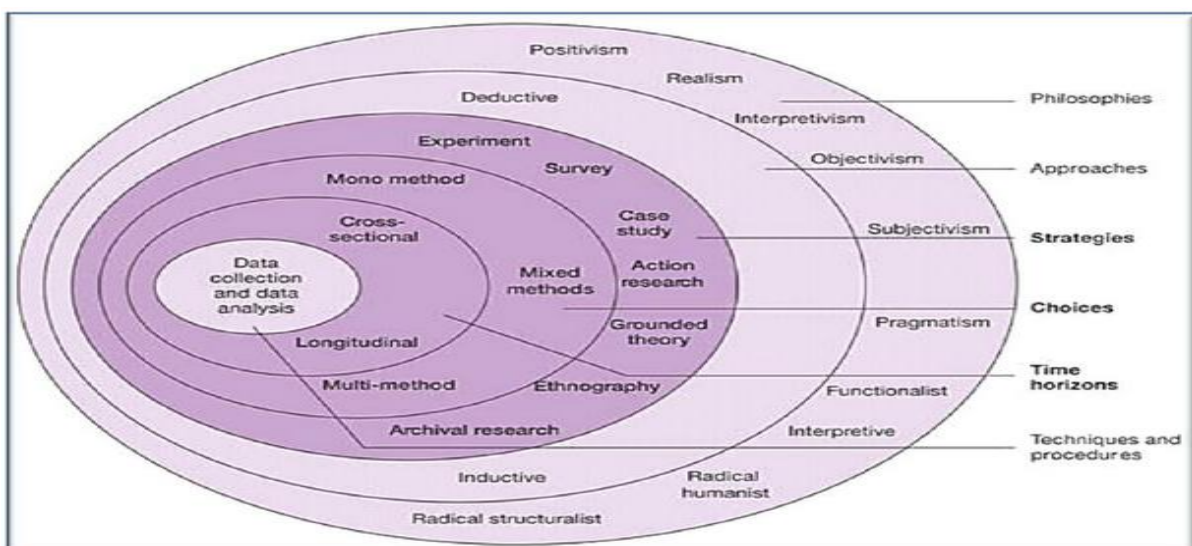 Positivism
Realism
Philosophies
Deductive
Interpretivism
Experiment
Objectivism
Survey
Approaches
Mono method
Case
study
Cross-
sectional
Subjectivism
Strategies
Data
collection
and data
analysis
Mixed
methods
Action
research
Choices
Grounded
theory
Pragmatism
Longitudinal
Time
horizons
Multi-method
Ethnography
Functionalist
Archival research
Interpretive
Techniques and
procedures
Inductive
Radical
humanist
Radical structuralist